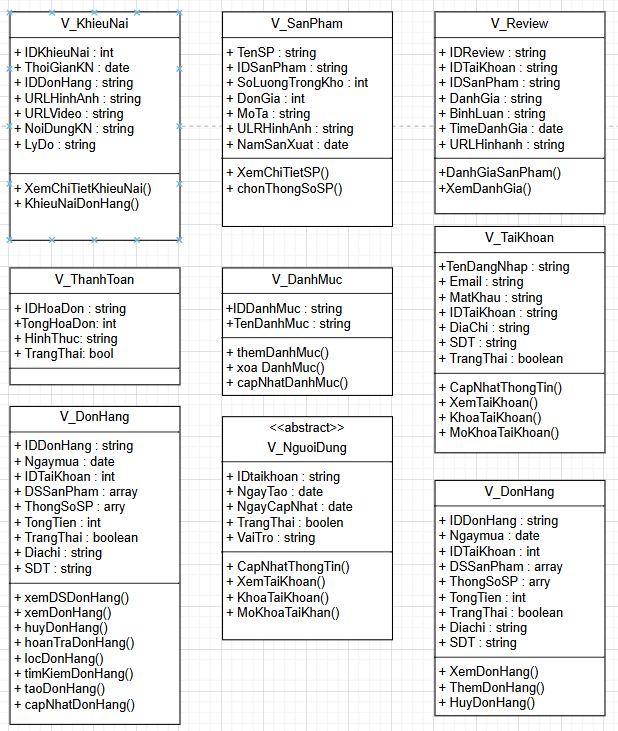 V_KhieuNai
+ IDKhieuNai : int
+ ThoiGianKN : date
+ IDDonHang : string
+ URLHinhAnh : string
+ URLVideo : string
+ NoiDungKN : string
+ LyDo : string
+ XemChiTietKhieuNai()
+ KhieuNaiDonHang()
V_SanPham
+ TenSP : string
+ IDSanPham : string
+ SoLuongTrongKho : int
+ DonGia : int
+ MoTa : string
+ ULRHinhAnh : string
+ NamSanXuat : date
+ XemChiTietSP()
+ chonThongSoSP()
V_Review
+ IDReview : string
+ IDTaiKhoan : string
+ IDSanPham : string
+ DanhGia : string
+ BinhLuan : string
+ TimeDanhGia : date
+ URLHinhanh : string
+DanhGiaSanPham()
+XemDanhGia()
V_ThanhToan
+ IDHoaDon : string
+TongHoaDon: int
+ HinhThuc: string
+ TrangThai: bool
V_DanhMuc
+IDDanhMuc : string
+TenDanhMuc : string
+ themDanhMuc()
+ xoa DanhMuc()
+ capNhatDanhMuc()
V_TaiKhoan
+TenDangNhap : string
+ Email : string
+ MatKhau : string
+ IDTaiKhoan : string
+ DiaChi : string
+ SDT : string
+ TrangThai : boolean
+ CapNhatThongTin()
+ XemTaiKhoan()
+ KhoaTaiKhoan()
+ MoKhoaTaiKhoan()
V_DonHang
+ IDDonHang : string
+ Ngaymua : date
+ IDTaiKhoan : int
+ DSSanPham : array
+ ThongSoSP : arry
+ TongTien : int
+ TrangThai : boolean
+ Diachi : string
+ SDT : string
+ xemDSDonHang()
+ xemDonHang()
+ huyDonHang()
+ hoanTraDonHang()
+ locDonHang()
+ timKiemDonHang()
+ taoDonHang()
+ capNhatDonHang()
<<abstract>>
V_NguoiDung
+ IDtaikhoan : string
+ NgayTao : date
+ NgayCapNhat : date
+ TrangThai : boolen
+ VaiTro : string
+ CapNhatThongTin()
+ XemTaiKhoan()
+ KhoaTaiKhoan()
+ MoKhoaTaiKhan()
V_DonHang
+ IDDonHang : string
+ Ngaymua : date
+ IDTaiKhoan : int
+ DSSanPham : array
+ ThongSoSP : arry
+ TongTien : int
+ TrangThai : boolean
+ Diachi : string
+ SDT : string
+ XemDonHang()
+ ThemDonHang()
+ HuyDonHang()